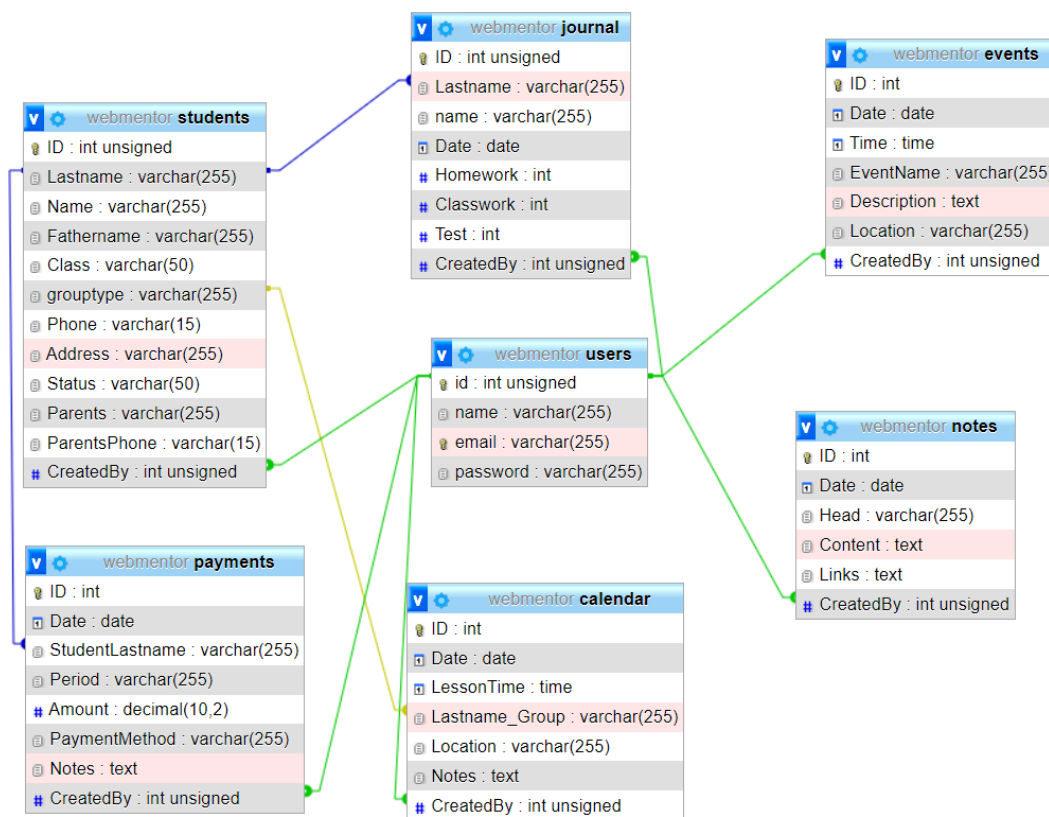 webmentor journal
ID : int unsigned
Lastname : varchar(255)
name : varchar(255)
Date : date
Homework : int
Classwork : int
Test : int
CreatedBy : int unsigned
webmentor events
ID : int
Date : date
Time : time
EventName : varchar(255
Description : text
Location : varchar(255)
CreatedBy : int unsigned
webmentor students
ID : int unsigned
Lastname : varchar(255)
Name : varchar(255)
Fathername : varchar(255)
Class : varchar(50)
grouptype : varchar(255)
Phone : varchar(15)
Address : varchar(255)
Status : varchar(50)
Parents : varchar(255)
ParentsPhone : varchar(15)
CreatedBy : int unsigned
webmentor users
id : int unsigned
name : varchar(255)
email : varchar(255)
password : varchar(255)
webmentor notes
ID : int
Date : date
Head : varchar(255)
Content : text
Links : text
CreatedBy : int unsigned
webmentor payments
ID : int
Date : date
StudentLastname : varchar(255)
Period : varchar(255)
Amount : decimal(10,2)
PaymentMethod : varchar(255)
Notes : text
CreatedBy : int unsigned
webmentor calendar
ID : int
Date : date
LessonTime : time
Lastname_Group : varchar(255)
Location : varchar(255)
Notes : text
CreatedBy : int unsigned